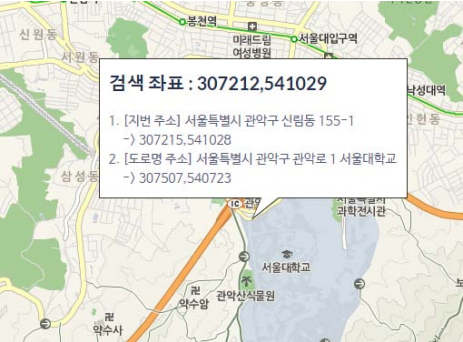 봉천역
신원동
미래드림
여성병원
서울대입구역
서원동
검색 좌표 : 307212,541029
낙성대역
1. [지번 주소] 서울특별시 관악구 신림동 155-1
-> 307215,541028
인헌동
2. [도로명 주소] 서울특별시 관악구 관악로 1 서울대학교
-> 307507,540723
삼성동
IC
과학전시관
서울대학교
약수암
관악산식물원
약수사